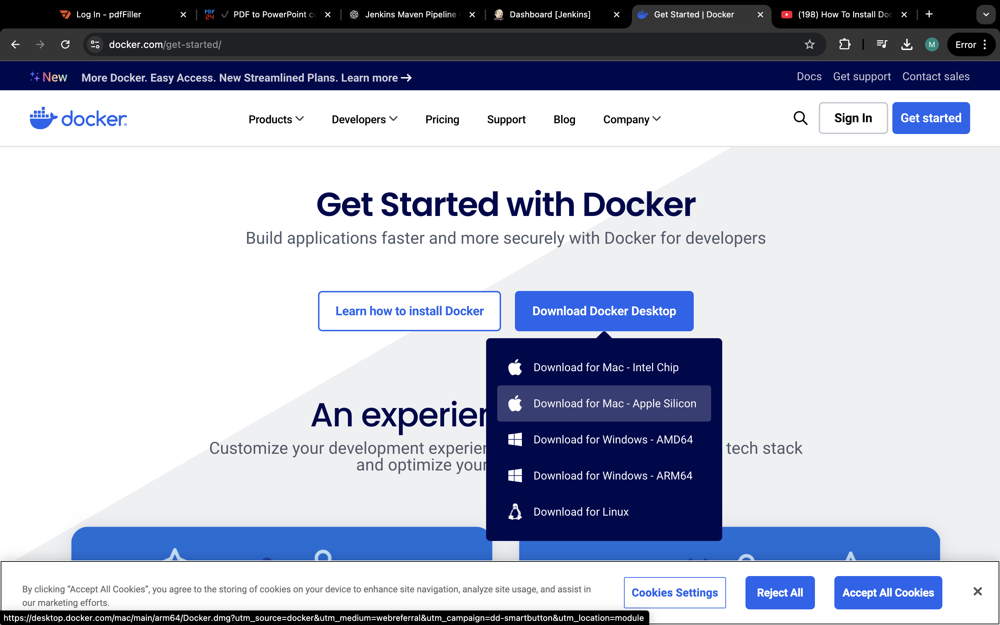 Log In - pdfFiller
PDF to PowerPoint co
Jenkins Maven Pipeline
Dashboard [Jenkins]
Get Started | Docker
(198) How To Install Doc
docker.com/get-started/
M
Error
New
More Docker. Easy Access. New Streamlined Plans. Learn more →
Docs
Get support
Contact sales
docker®
Products
Developers
Pricing
Support
Blog
Company
Sign In
Get started
Get Started with Docker
Build applications faster and more securely with Docker for developers
Learn how to install Docker
Download Docker Desktop
Download for Mac - Intel Chip
Download for Mac - Apple Silicon
Download for Windows - AMD64
Download for Windows - ARM64
Download for Linux
An experien
Customize your development experien
tech stack
and optimize your
By clicking “Accept All Cookies”, you agree to the storing of cookies on your device to enhance site navigation, analyze site usage, and assist in
our marketing efforts.
Cookies Settings
Reject All
Accept All Cookies
https://desktop.docker.com/mac/main/arm64/Docker.dmg?utm_source=docker&utm_medium=webreferral&utm_campaign=dd-smartbutton&utm_location=module